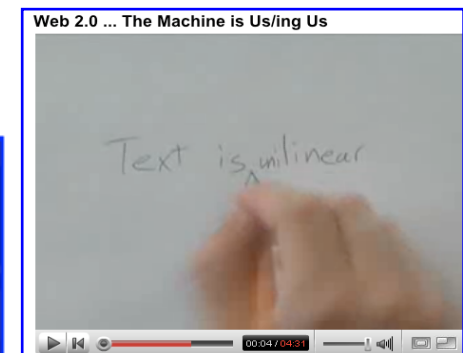 Web 2.0 ... The Machine is Us/ing Us
Text is unilinear
00:04 / 04:31